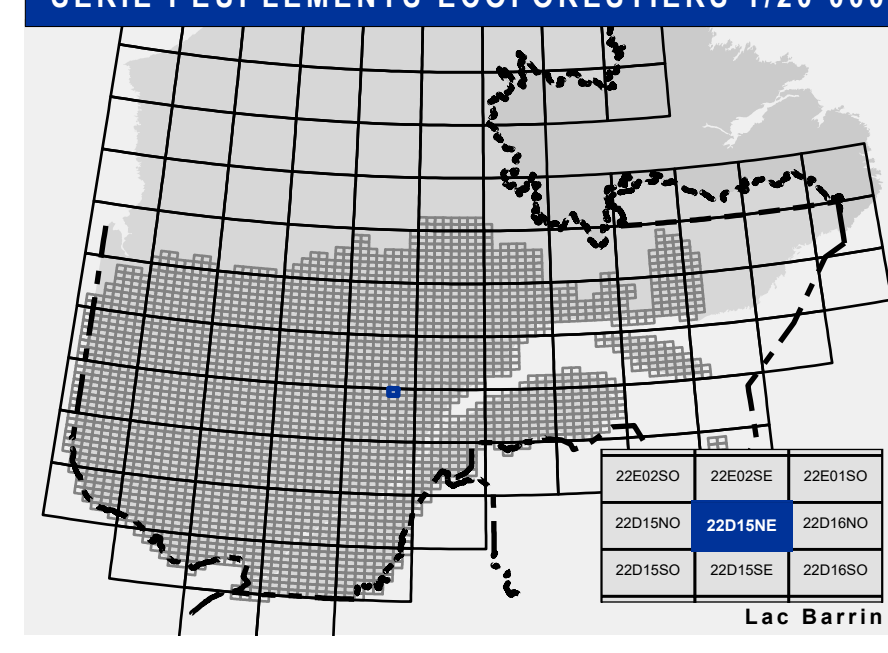 SÉRIE PEUPLEMENTS ÉCOFORESTIERS 1/20 000
22E02SO 22E02SE 22E01SO
22D15NO 22D15NE 22D16NO
22D15SO 22D15SE 22D16SO
Lac Barrin